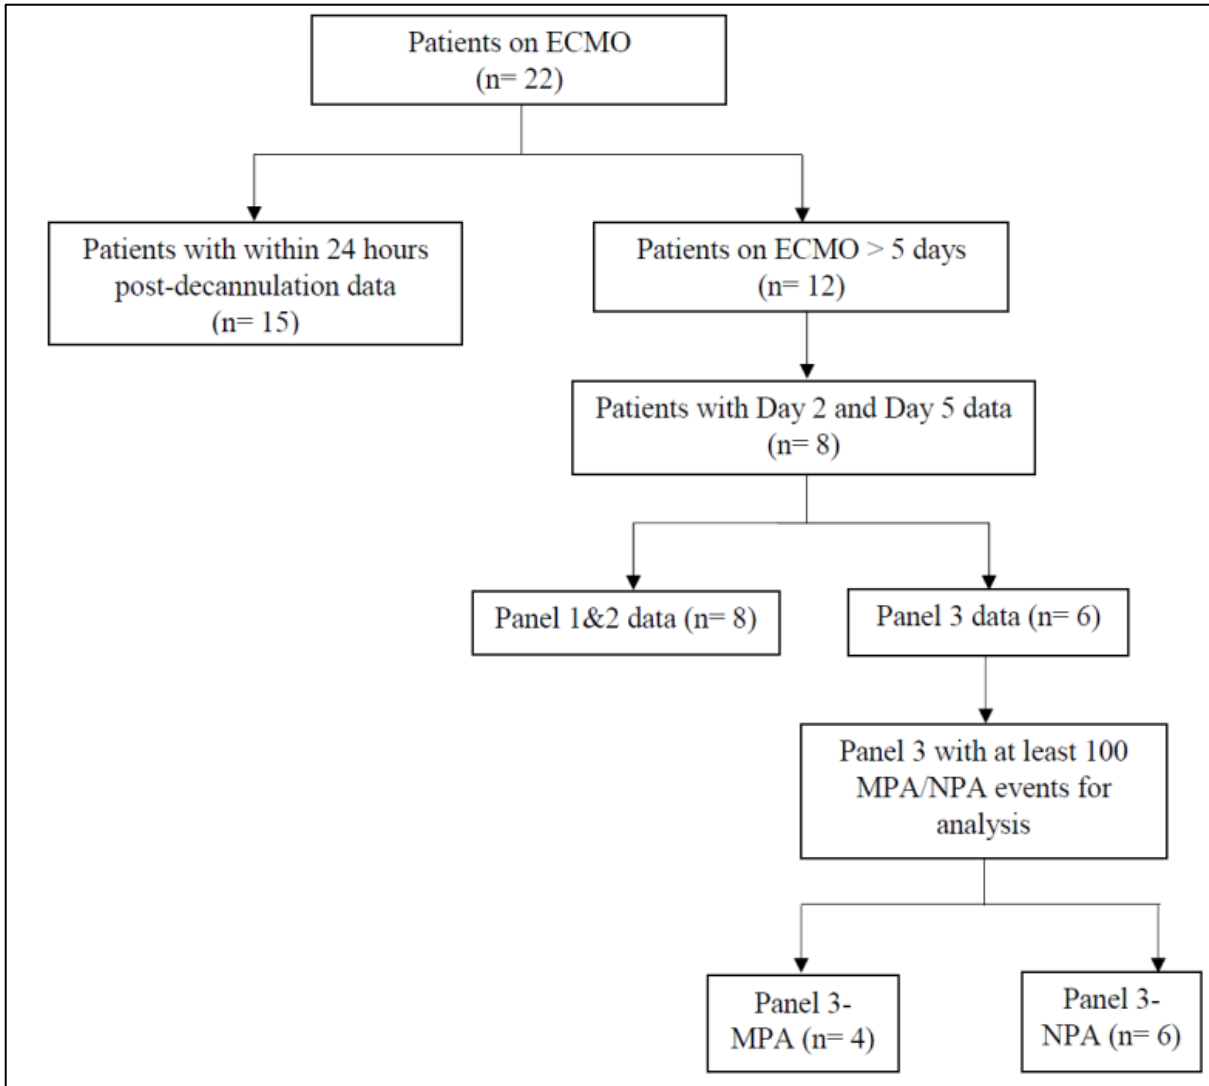 Patients on ECMO
(n= 22)
Patients with within 24 hours
post-decannulation data
(n= 15)
Patients on ECMO > 5 days
(n= 12)
Patients with Day 2 and Day 5 data
(n= 8)
Panel 1&2 data (n= 8)
Panel 3 data (n= 6)
Panel 3 with at least 100
MPA/NPA events for
analysis
Panel 3-
MPA (n= 4)
Panel 3-
NPA (n= 6)